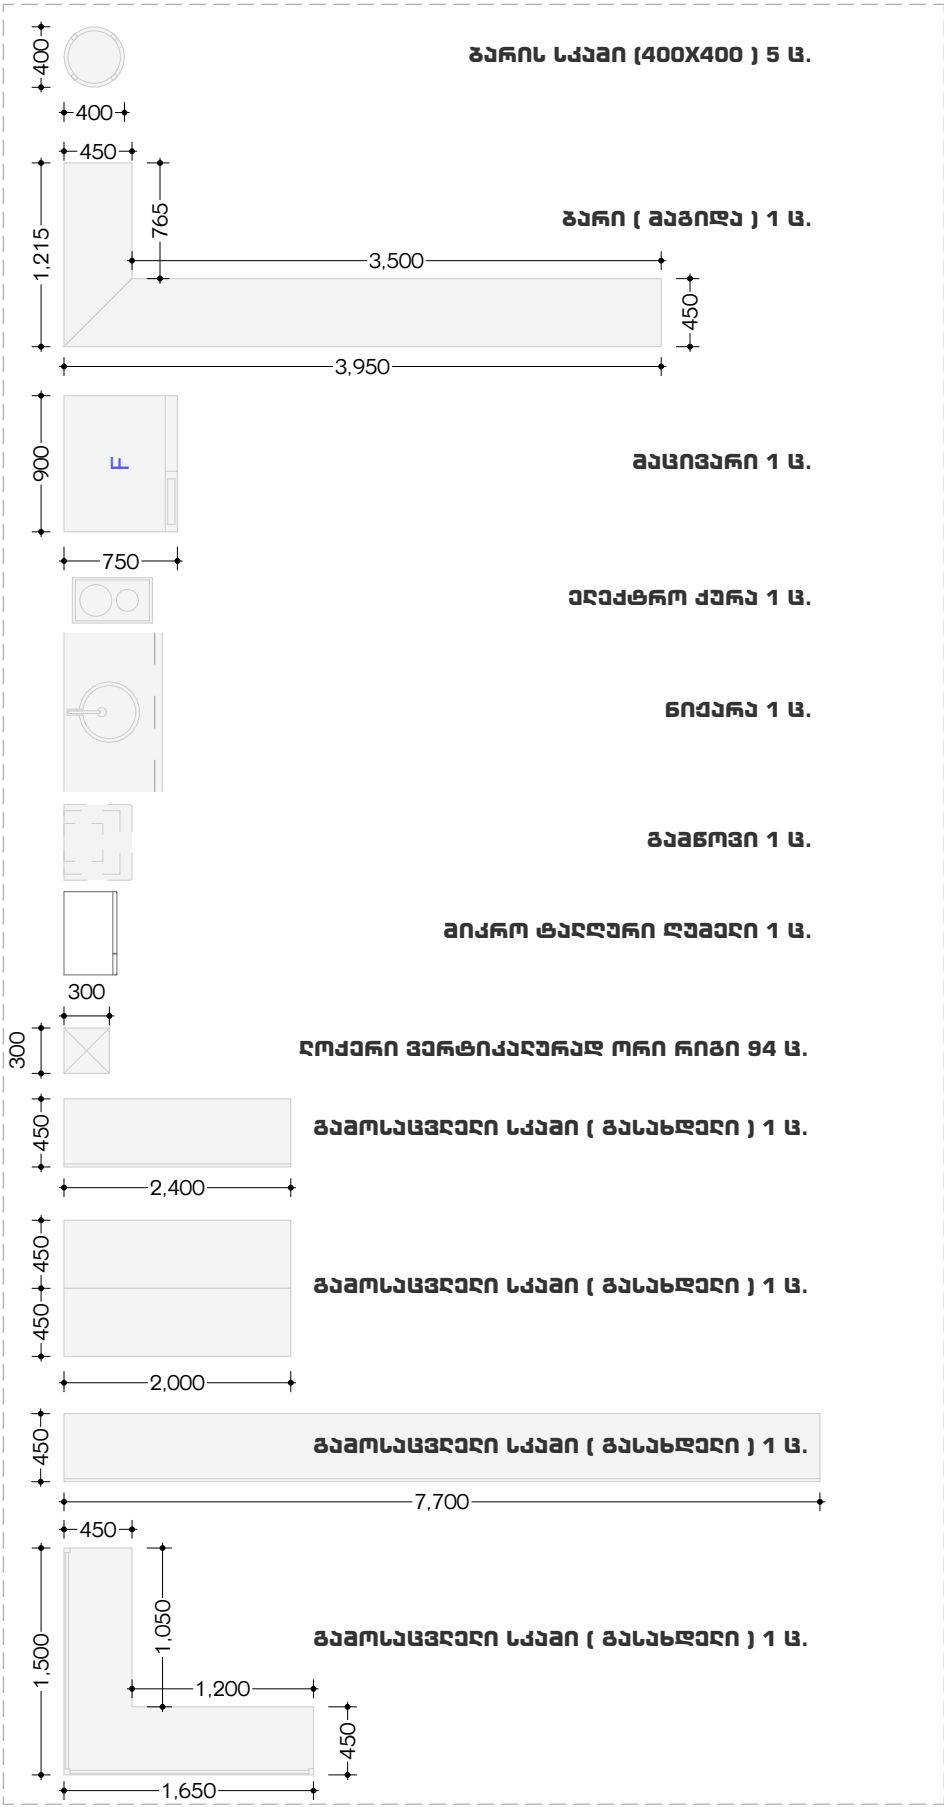 400
ბარის სკამი (400X400 ) 5 ც.
400
450
1,215
765
ბარი ( მაგიდა ) 1 ც.
3,500
450
3,950
900
F
მაცივარი 1 ც.
750
ელექტრო ქურა 1 ც.
ნიჟარა 1 ც.
გამწოვი 1 ც.
მიკრო ტალღური ღუმელი 1 ც.
300
300
ლოქერი ვერტიკალურად ორი რიგი 94 ც.
450
გამოსაცვლელი სკამი ( გასახდელი ) 1 ც.
2,400
450
450
გამოსაცვლელი სკამი ( გასახდელი ) 1 ც.
2,000
450
გამოსაცვლელი სკამი ( გასახდელი ) 1 ც.
7,700
450
1,500
1,050
გამოსაცვლელი სკამი ( გასახდელი ) 1 ც.
1,200
450
1,650